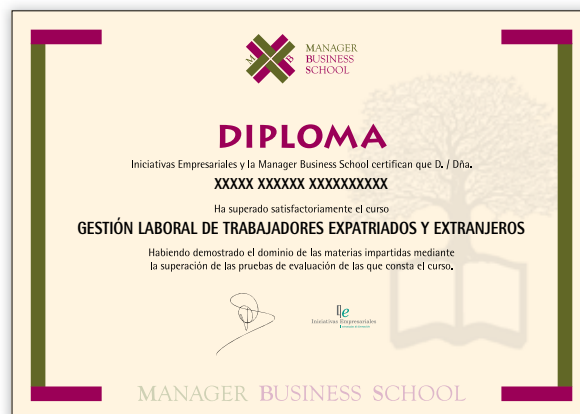 M B
MANAGER
BUSINESS
SCHOOL
DIPLOMA
Iniciativas Empresariales y la Manager Business School certifican que D. / Dña.
XXXXX XXXXXX XXXXXXXXXX
Ha superado satisfactoriamente el curso
GESTIÓN LABORAL DE TRABAJADORES EXPATRIADOS Y EXTRANJEROS
Habiendo demostrado el dominio de las materias impartidas mediante
la superación de las pruebas de evaluación de las que consta el curso.
Iniciativas Empresariales
MANAGER BUSINESS SCHOOL